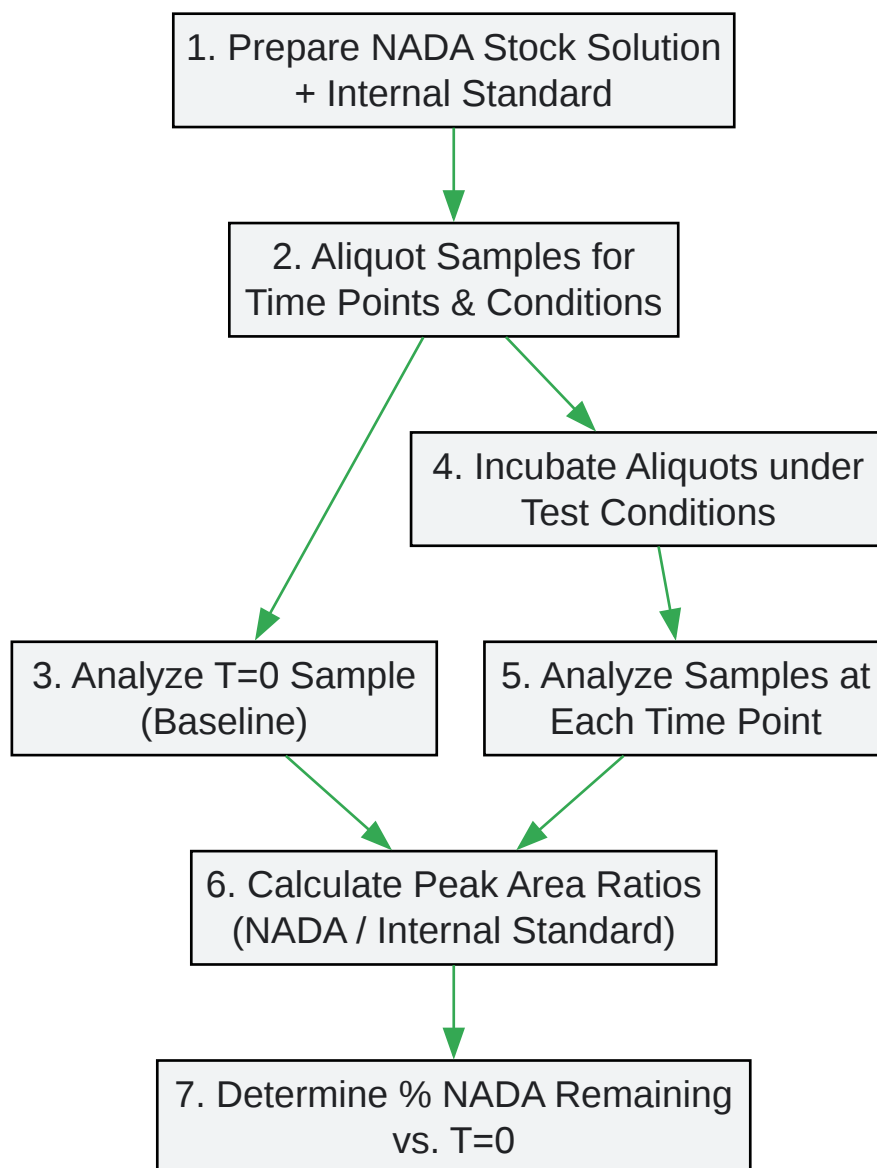 1. Prepare NADA Stock Solution
+ Internal Standard
2. Aliquot Samples for
Time Points & Conditions
4. Incubate Aliquots under
Test Conditions
3. Analyze T=0 Sample
(Baseline)
5. Analyze Samples at
Each Time Point
6. Calculate Peak Area Ratios
(NADA / Internal Standard)
7. Determine % NADA Remaining
vs. T=0